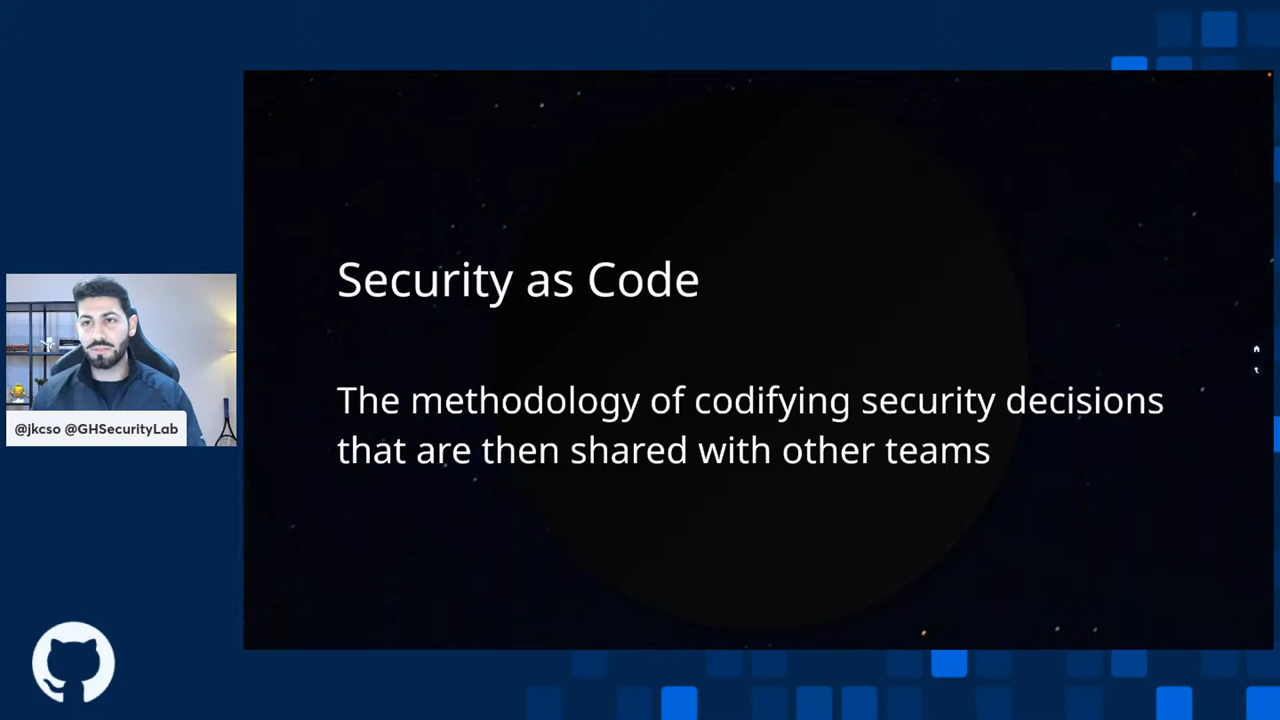 Security as Code
The methodology of codifying security decisions
that are then shared with other teams
@jkcso @GHSecurityLab